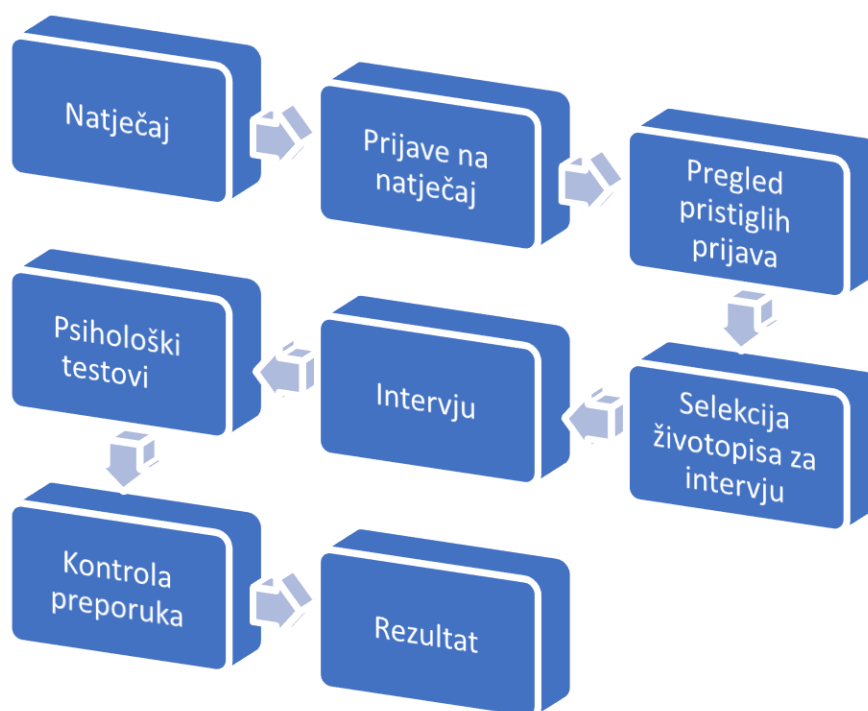 Natječaj
Prijave na
natječaj
Pregled
pristiglih
prijava
Selekcija
životopisa za
intervju
Intervju
Psihološki
testovi
Kontrola
preporuka
Rezultat